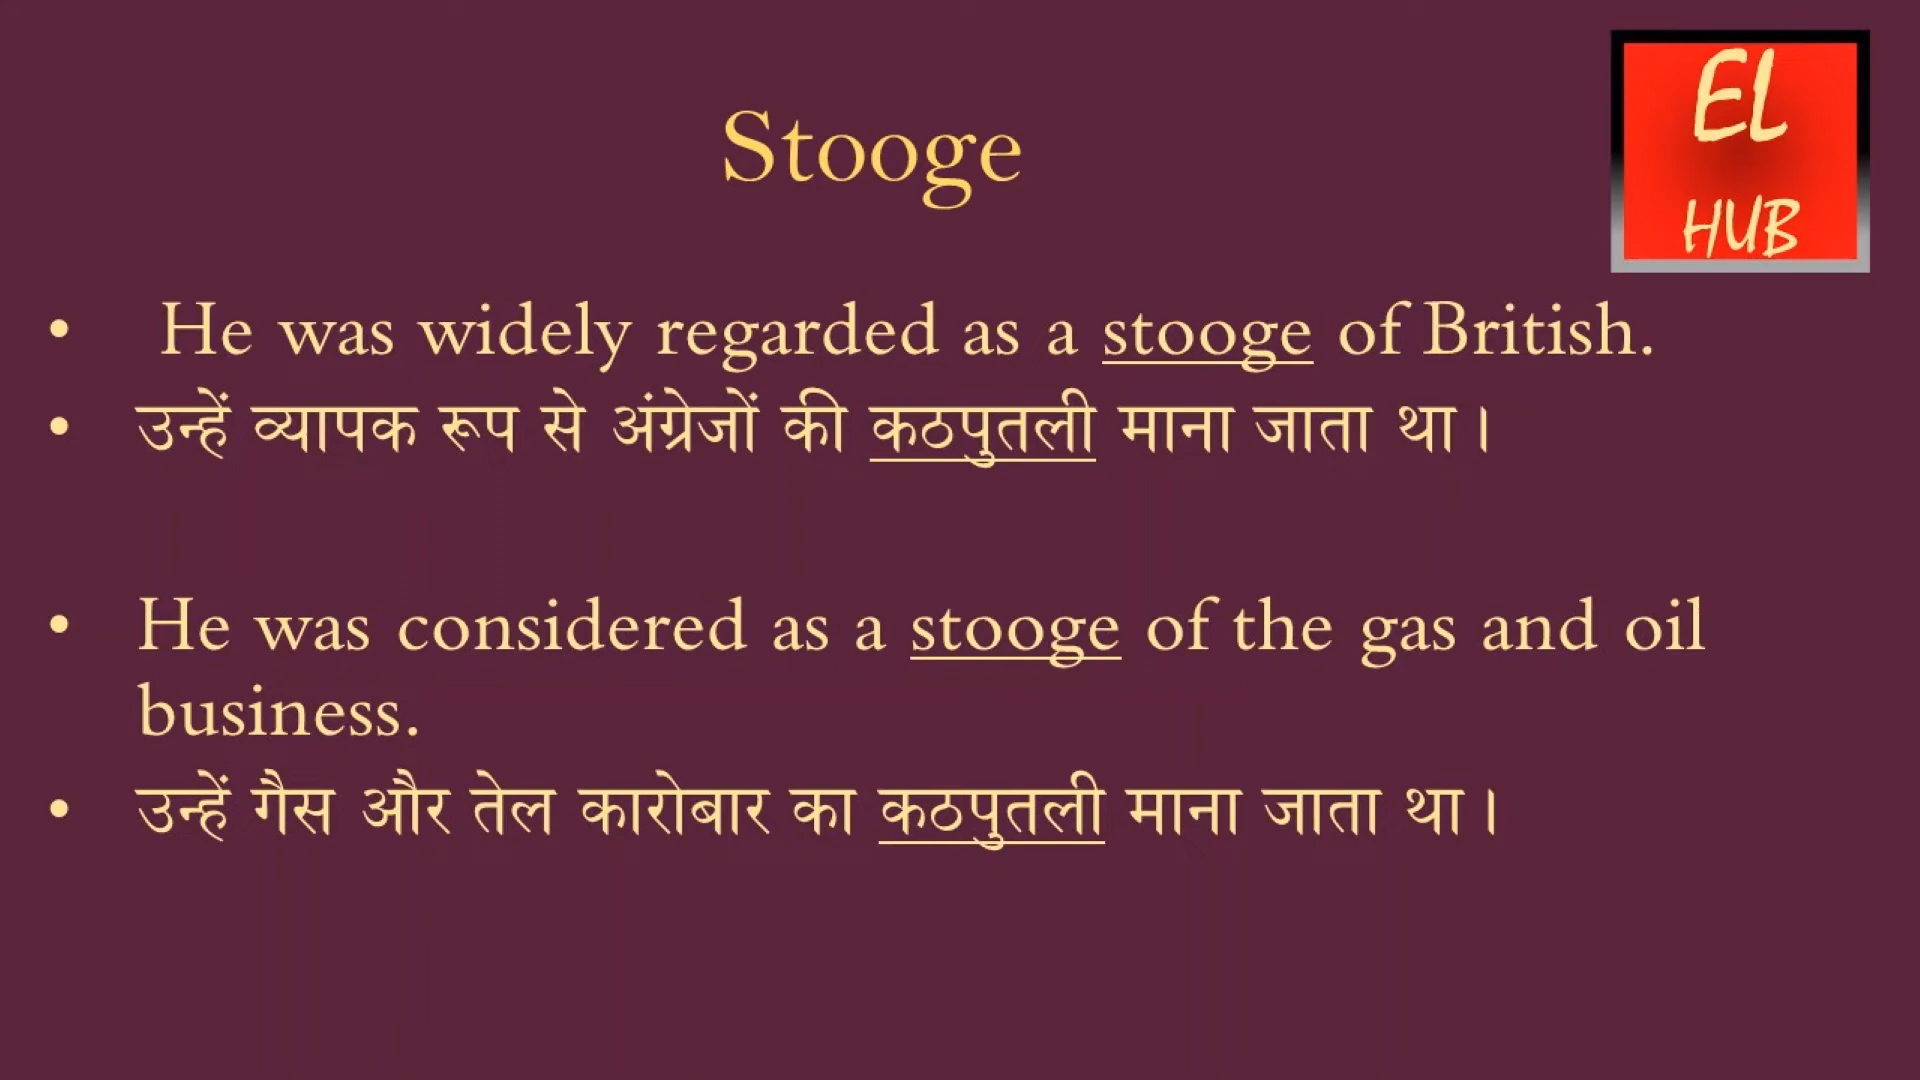 EL
HUB
Stooge
• He was widely regarded as a stooge of British.
• उन्हें व्यापक रूप से अंग्रेजों की कठपुतली माना जाता था।
• He was considered as a stooge of the gas and oil
business.
• उन्हें गैस और तेल कारोबार का कठपुतली माना जाता था।